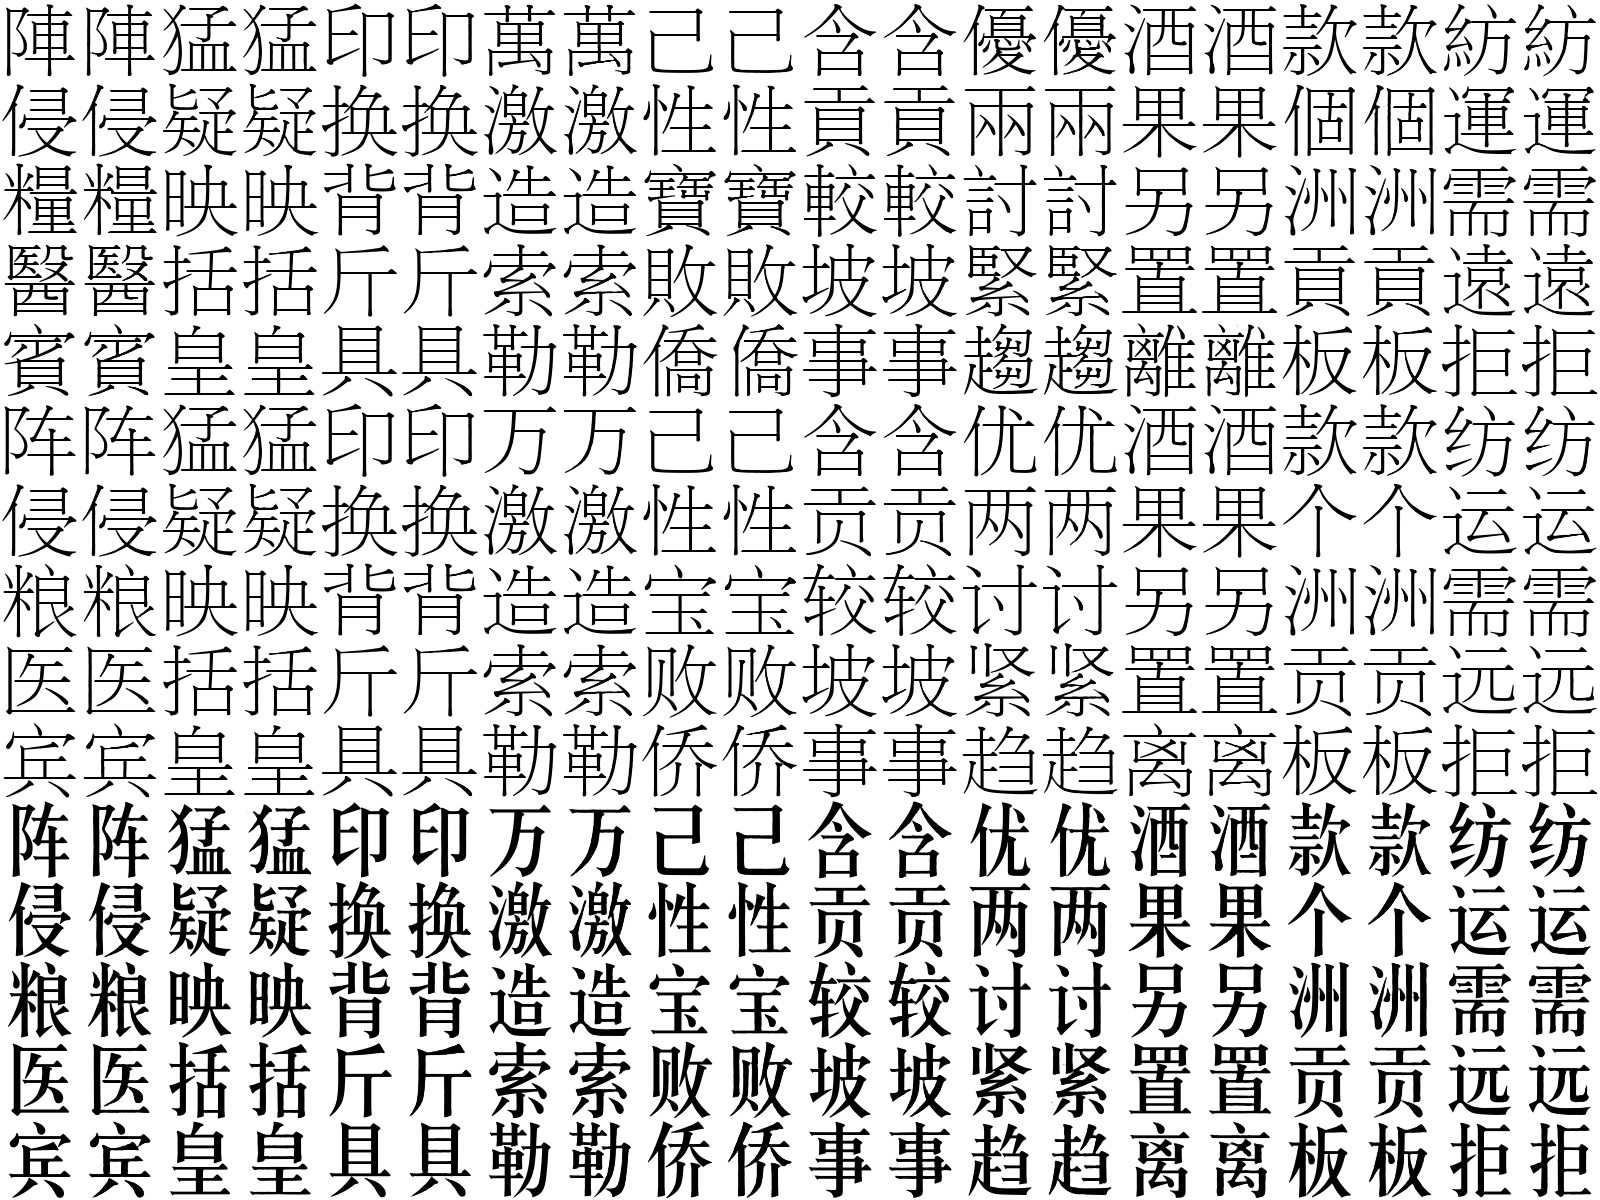 陣陣猛猛印印萬萬己己含含優優酒酒款款紡紡
侵侵疑疑换换激激性性貢貢兩兩果果個個運運
糧糧映映背背造造寶寶較較討討另另洲洲需需
醫醫括括斤斤索索敗敗坡坡緊緊置置貢貢遠遠
賓賓皇皇具具勒勒僑僑事事趨趨離離板板拒拒
阵阵猛猛印印万万己己含含优优酒酒款款纺纺
侵侵疑疑换换激激性性贡贡两两果果个个运运
粮粮映映背背造造宝宝较较讨讨另另洲洲需需
医医括括斤斤索索败败坡坡紧紧置置贡贡远远
宾宾皇皇具具勒勒侨侨事事趋趋离离板板拒拒
阵阵猛猛印印万万己己含含优优酒酒款款纺纺
侵侵疑疑换换激激性性贡贡两两果果个个运运
粮粮映映背背造造宝宝较较讨讨另另洲洲需需
医医括括斤斤索索败败坡坡紧紧置置贡贡远远
宾宾皇皇具具勒勒侨侨事事趋趋离离板板拒拒